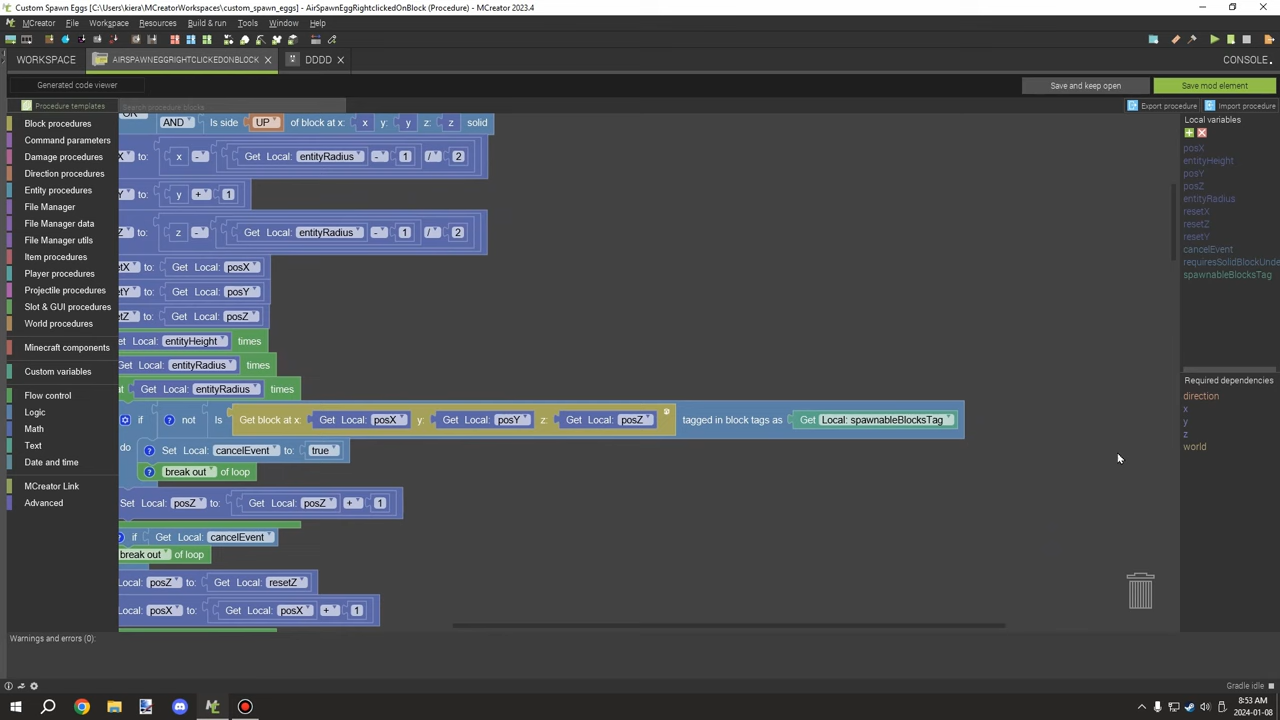 Custom Spawn Eggs [C:\Users\kiera\MCreatorWorkspaces\custom_spawn_eggs] - AirSpawnEggRightclickedOnBlock (Procedure) - MCreator 2023.4
MCreator File Workspace Resources Build & run Tools Window Help
WORKSPACE AIRSPAWNEGGRIGHTCLICKEDONBLOCK × DDDD × CONSOLE
Generated code viewer Save and keep open Save mod element
Procedure templates Search procedure blocks Export procedure Import procedure
Block procedures
Command parameters
Damage procedures
Direction procedures
Entity procedures
File Manager
File Manager data
File Manager utils
Item procedures
Player procedures
Projectile procedures
Slot & GUI procedures
World procedures
Minecraft components
Custom variables
Flow control
Logic
Math
Text
Date and time
MCreator Link
Advanced
AND Is side UP of block at x: x y: y z: z solid
X to: x - Get Local: entityRadius - 1 / 2
Y to: y + 1
Z to: z - Get Local: entityRadius - 1 / 2
etX to: Get Local: posX
etY to: Get Local: posY
etZ to: Get Local: posZ
et Local: entityHeight times
Get Local: entityRadius times
at Get Local: entityRadius times
if not Is Get block at x: Get Local: posX y: Get Local: posY z: Get Local: posZ tagged in block tags as Get Local: spawnableBlocksTag
do Set Local: cancelEvent to: true
break out of loop
Set Local: posZ to: Get Local: posZ + 1
if Get Local: cancelEvent
break out of loop
Local: posZ to: Get Local: resetZ
Local: posX to: Get Local: posX + 1
Local variables
posX
entityHeight
posY
posZ
entityRadius
resetX
resetZ
resetY
cancelEvent
requiresSolidBlockUnde
spawnableBlocksTag
Required dependencies
direction
x
y
z
world
Warnings and errors (0):
Gradle idle
8:53 AM
2024-01-08